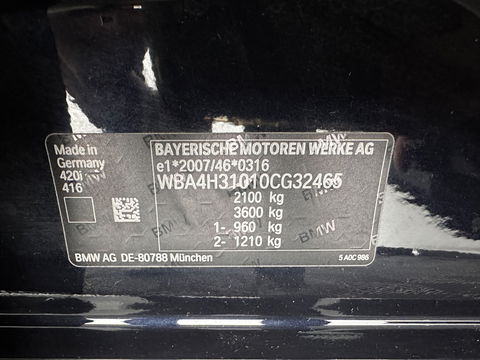 Made in
Germany
420i
416
BAYERISCHE MOTOREN WERKE AG
e1*2007/46*0316
WBA4H31010CG32465
2100 kg
3600 kg
1-. 960 kg
2- 1210 kg
BMW AG DE-80788 München
5 A0C 986